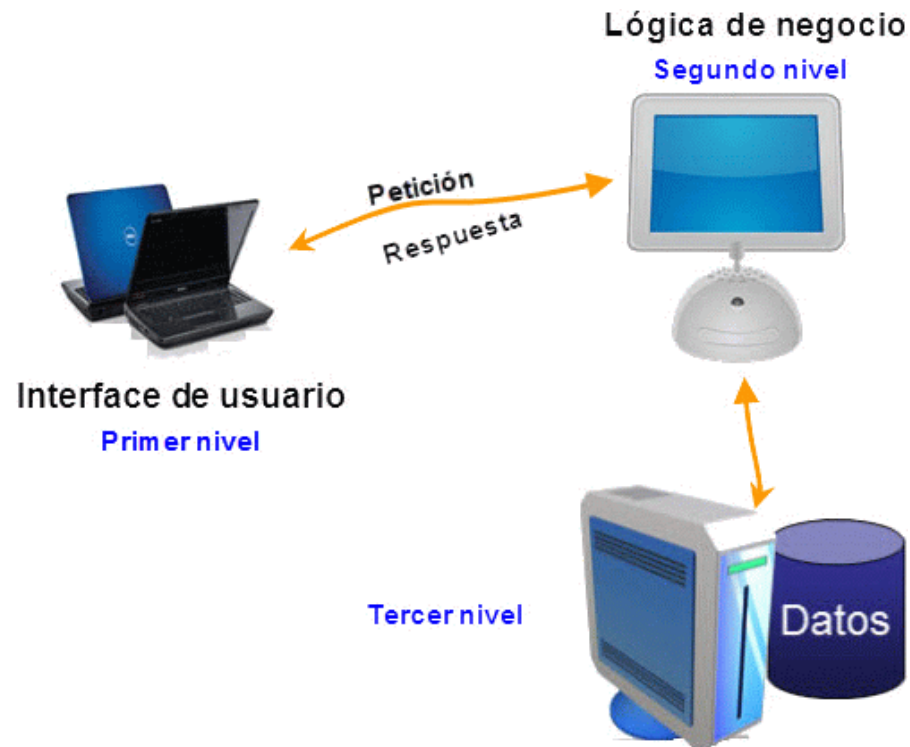 Lógica de negocio
Segundo nivel
Petición
Respuesta
Interface de usuario
Primer nivel
Tercer nivel
Datos